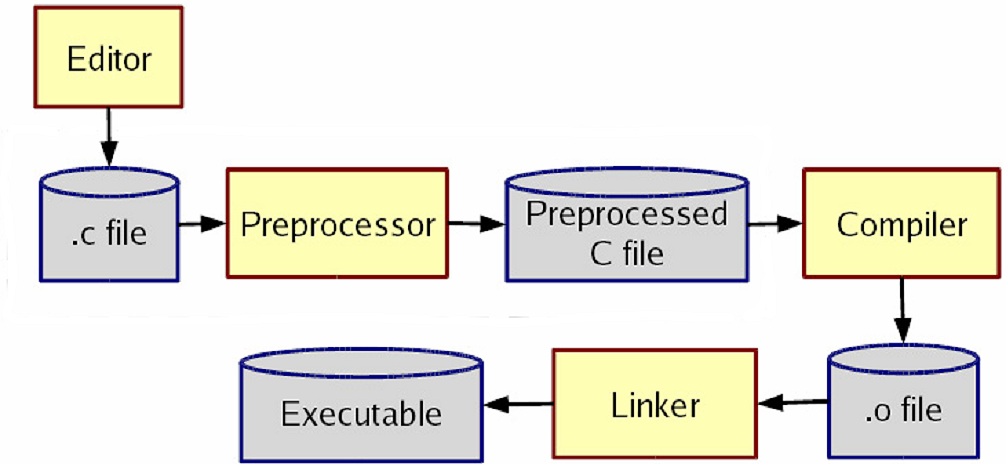 Editor
.c file
Preprocessor
Preprocessed
C file
Compiler
Executable
Linker
.o file